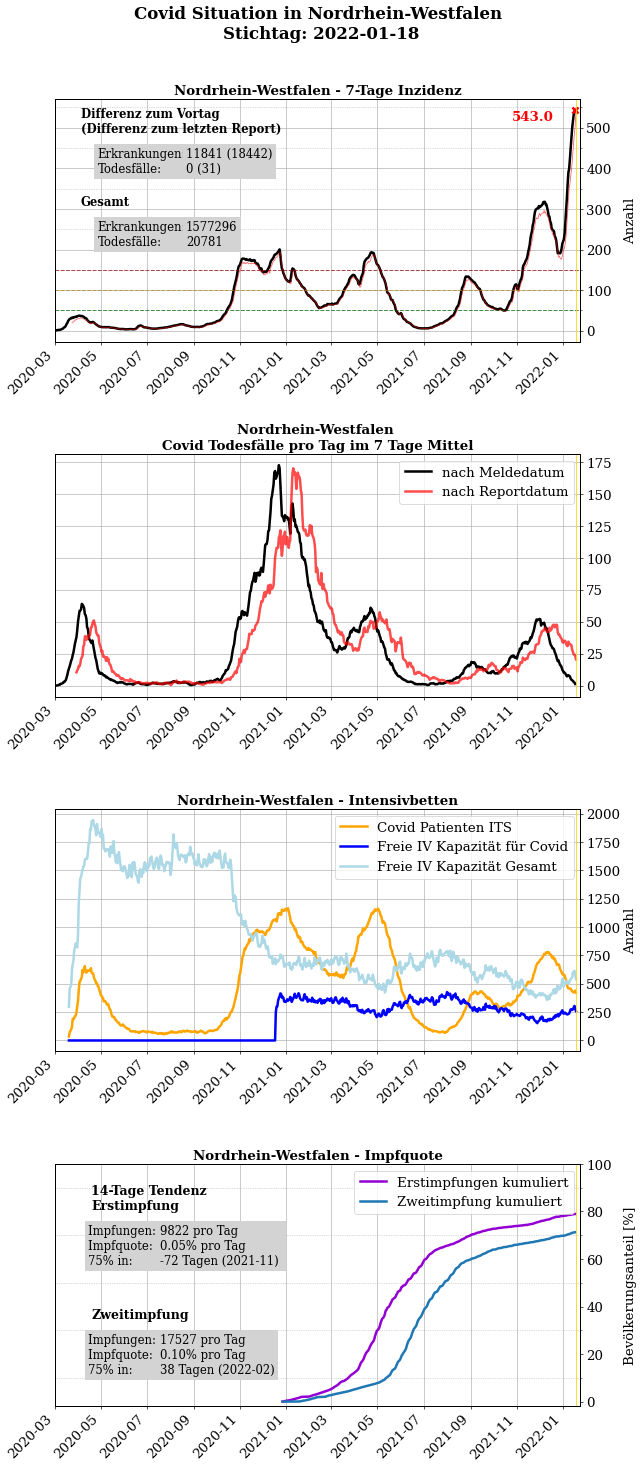 Covid Situation in Nordrhein-Westfalen
Stichtag: 2022-01-18
Nordrhein-Westfalen - 7-Tage Inzidenz
Differenz zum Vortag
(Differenz zum letzten Report)
Erkrankungen 11841 (18442)
Todesfälle: 0 (31)
Gesamt
Erkrankungen 1577296
Todesfälle: 20781
543.0
500
400
300
200
100
0
Anzahl
2020-03 2020-05 2020-07 2020-09 2020-11 2021-01 2021-03 2021-05 2021-07 2021-09 2021-11 2022-01
Nordrhein-Westfalen
Covid Todesfälle pro Tag im 7 Tage Mittel
nach Meldedatum
nach Reportdatum
175
150
125
100
75
50
25
0
2020-03 2020-05 2020-07 2020-09 2020-11 2021-01 2021-03 2021-05 2021-07 2021-09 2021-11 2022-01
Nordrhein-Westfalen - Intensivbetten
Covid Patienten ITS
Freie IV Kapazität für Covid
Freie IV Kapazität Gesamt
2000
1750
1500
1250
1000
750
500
250
0
Anzahl
2020-03 2020-05 2020-07 2020-09 2020-11 2021-01 2021-03 2021-05 2021-07 2021-09 2021-11 2022-01
Nordrhein-Westfalen - Impfquote
14-Tage Tendenz
Erstimpfung
Impfungen: 9822 pro Tag
Impfquote: 0.05% pro Tag
75% in: -72 Tagen (2021-11)
Zweitimpfung
Impfungen: 17527 pro Tag
Impfquote: 0.10% pro Tag
75% in: 38 Tagen (2022-02)
Erstimpfungen kumuliert
Zweitimpfung kumuliert
100
80
60
40
20
0
Bevölkerungsanteil [%]
2020-03 2020-05 2020-07 2020-09 2020-11 2021-01 2021-03 2021-05 2021-07 2021-09 2021-11 2022-01